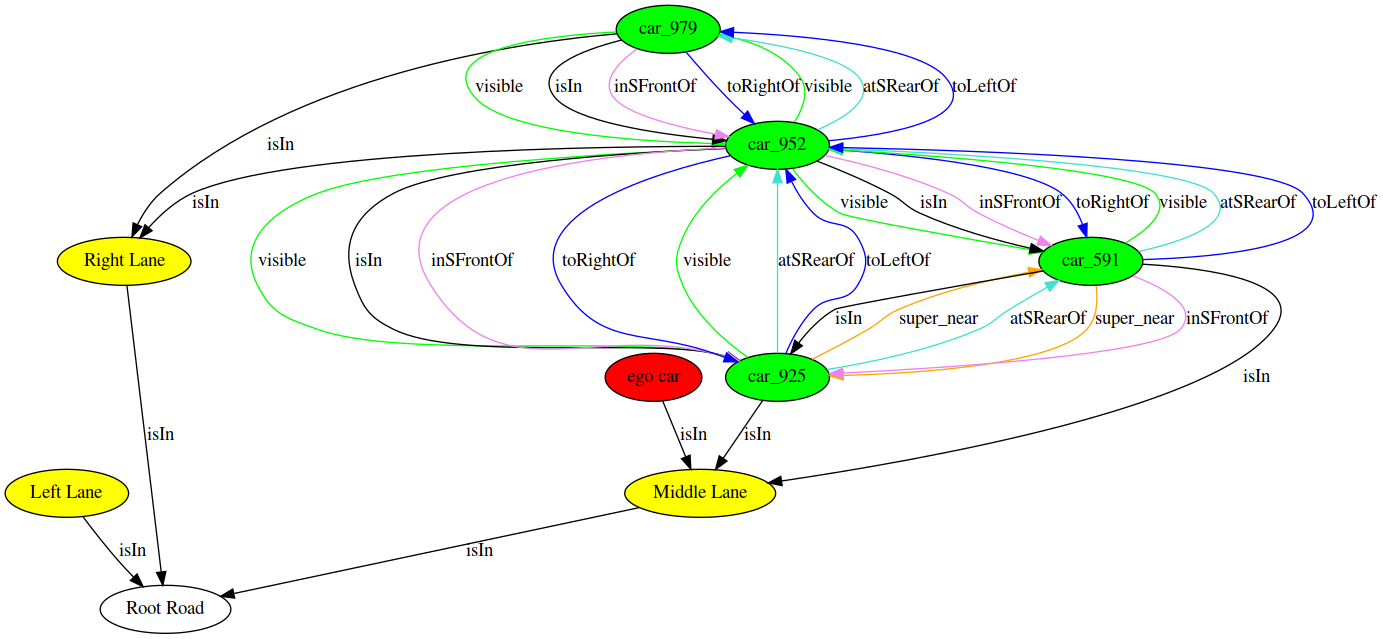 car_979
visible
isIn
inSFrontOf
toRightOf
visible
atSRearOf
toLeftOf
isIn
car_952
isIn
visible
isIn
inSFrontOf
toRightOf
visible
atSRearOf
toLeftOf
Right Lane
visible
isIn
inSFrontOf
toRightOf
visible
atSRearOf
toLeftOf
car_591
isIn
super_near
atSRearOf
super_near
inSFrontOf
ego car
car_925
isIn
isIn
isIn
isIn
Left Lane
Middle Lane
isIn
isIn
Root Road